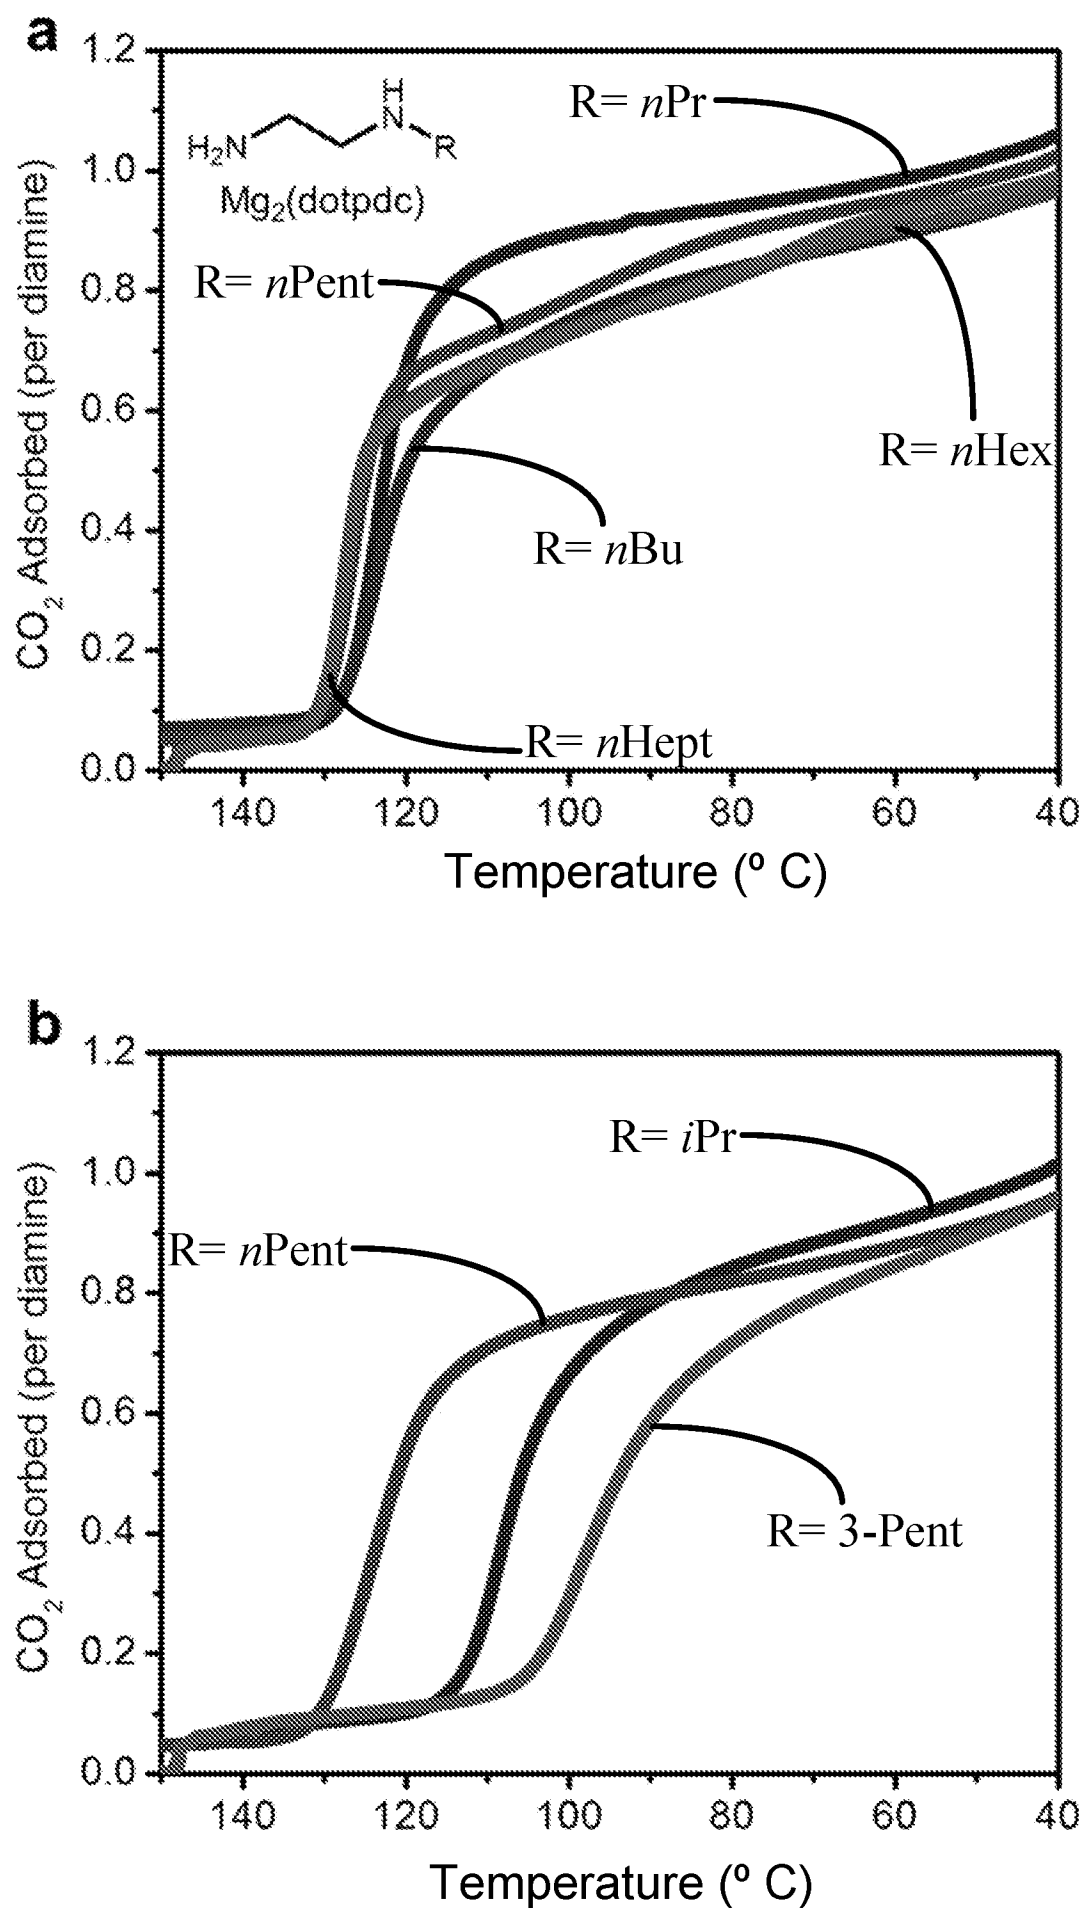 a
1.2
1.0
0.8
0.6
0.4
0.2
0.0
CO2 Adsorbed (per diamine)
H
N
H2N
R
Mg2(dotpdc)
R= nPr
R= nPent
R= nHex
R= nBu
R= nHept
140 120 100 80 60 40
Temperature (º C)
b
1.2
1.0
0.8
0.6
0.4
0.2
0.0
CO2 Adsorbed (per diamine)
R= iPr
R= nPent
R= 3-Pent
140 120 100 80 60 40
Temperature (º C)